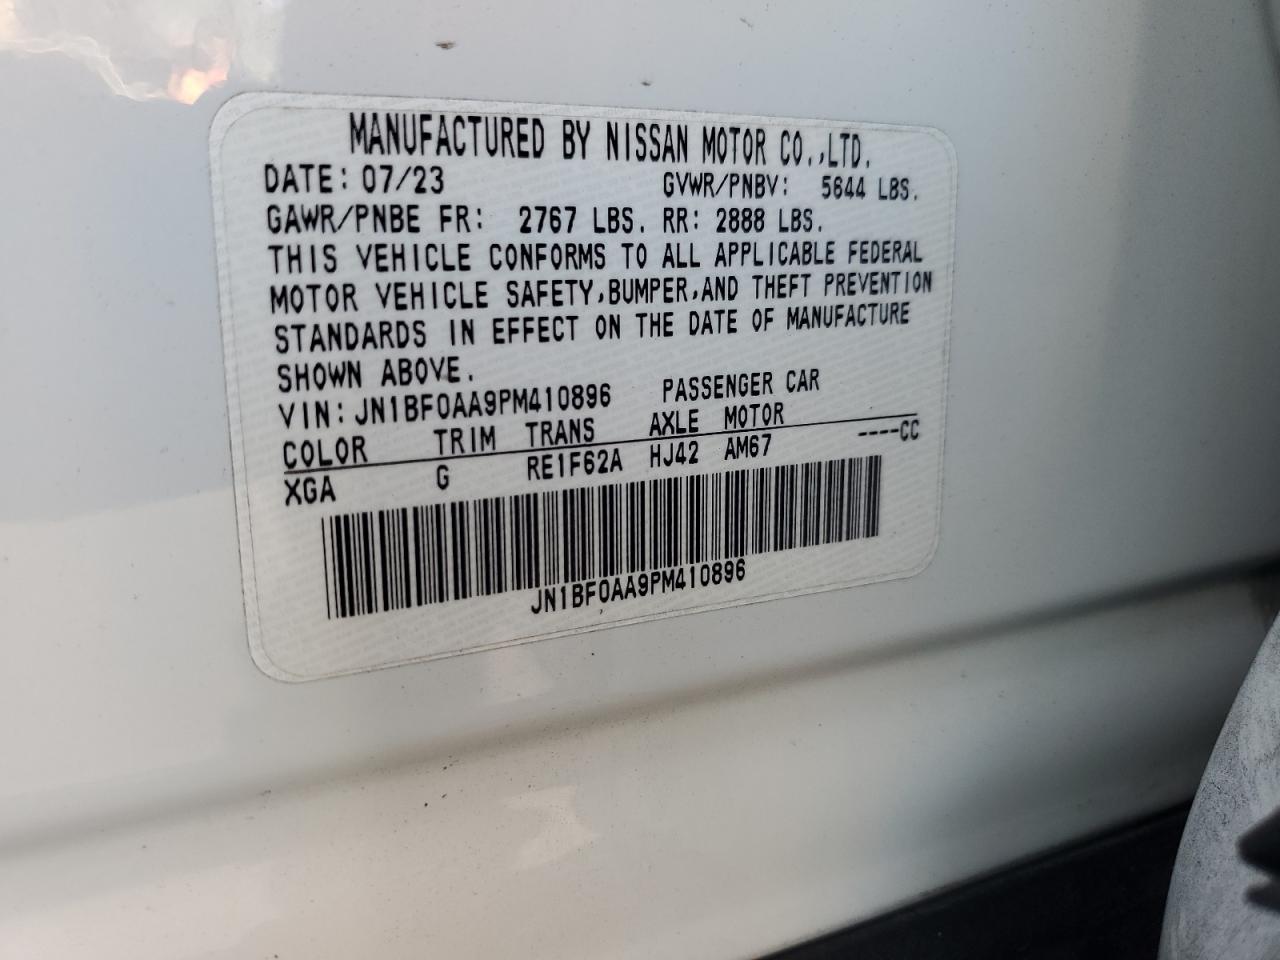 MANUFACTURED BY NISSAN MOTOR CO.,LTD.
DATE: 07/23 GVWR/PNBV: 5644 LBS.
GAWR/PNBE FR: 2767 LBS. RR: 2888 LBS.
THIS VEHICLE CONFORMS TO ALL APPLICABLE FEDERAL
MOTOR VEHICLE SAFETY,BUMPER,AND THEFT PREVENTION
STANDARDS IN EFFECT ON THE DATE OF MANUFACTURE
SHOWN ABOVE.
VIN: JN1BF0AA9PM410896 PASSENGER CAR
COLOR TRIM TRANS AXLE MOTOR
XGA G RE1F62A HJ42 AM67 ----CC
JN1BF0AA9PM410896